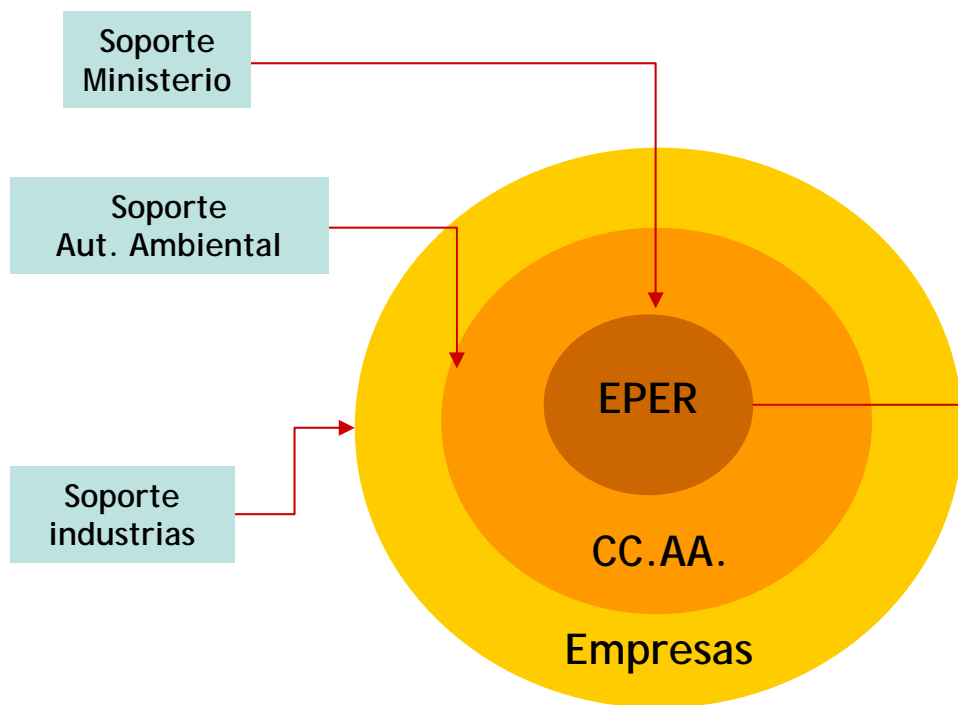 Soporte
Ministerio
Soporte
Aut. Ambiental
EPER
Soporte
industrias
CC.AA.
Empresas